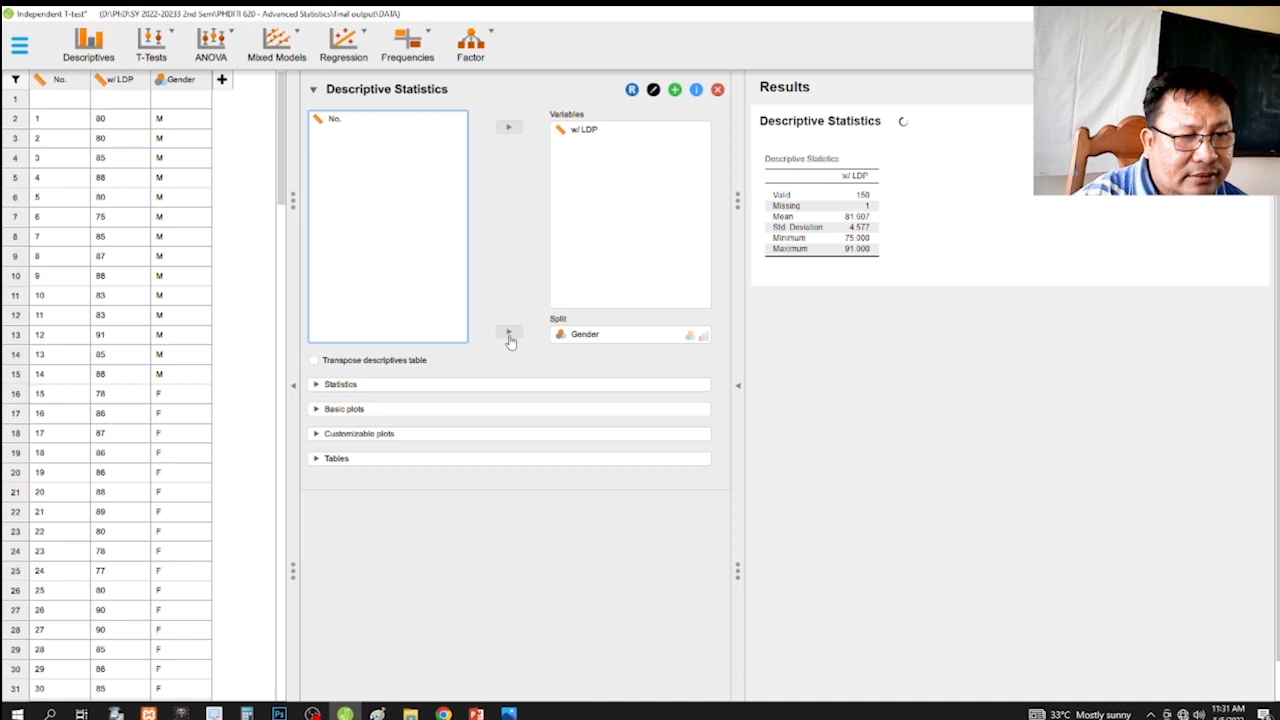 Independent T-test* (D:\PhD\SY 2022-20233 2nd Sem\PHDITI 620 - Advanced Statistics\final output\DATA)
Descriptives T-Tests ANOVA Mixed Models Regression Frequencies Factor
No. w/ LDP Gender
1
2 1 80 M
3 2 80 M
4 3 85 M
5 4 88 M
6 5 80 M
7 6 75 M
8 7 85 M
9 8 87 M
10 9 88 M
11 10 83 M
12 11 83 M
13 12 91 M
14 13 85 M
15 14 88 M
16 15 78 F
17 16 86 F
18 17 87 F
19 18 86 F
20 19 86 F
21 20 88 F
22 21 89 F
23 22 80 F
24 23 78 F
25 24 77 F
26 25 80 F
27 26 90 F
28 27 90 F
29 28 85 F
30 29 86 F
31 30 85 F
Descriptive Statistics
R
No.
Variables
w/ LDP
Split
Gender
Transpose descriptives table
Statistics
Basic plots
Customizable plots
Tables
Results
Descriptive Statistics
Descriptive Statistics
w/ LDP
Valid 150
Missing 1
Mean 81.607
Std. Deviation 4.577
Minimum 75.000
Maximum 91.000
33°C Mostly sunny
11:31 AM